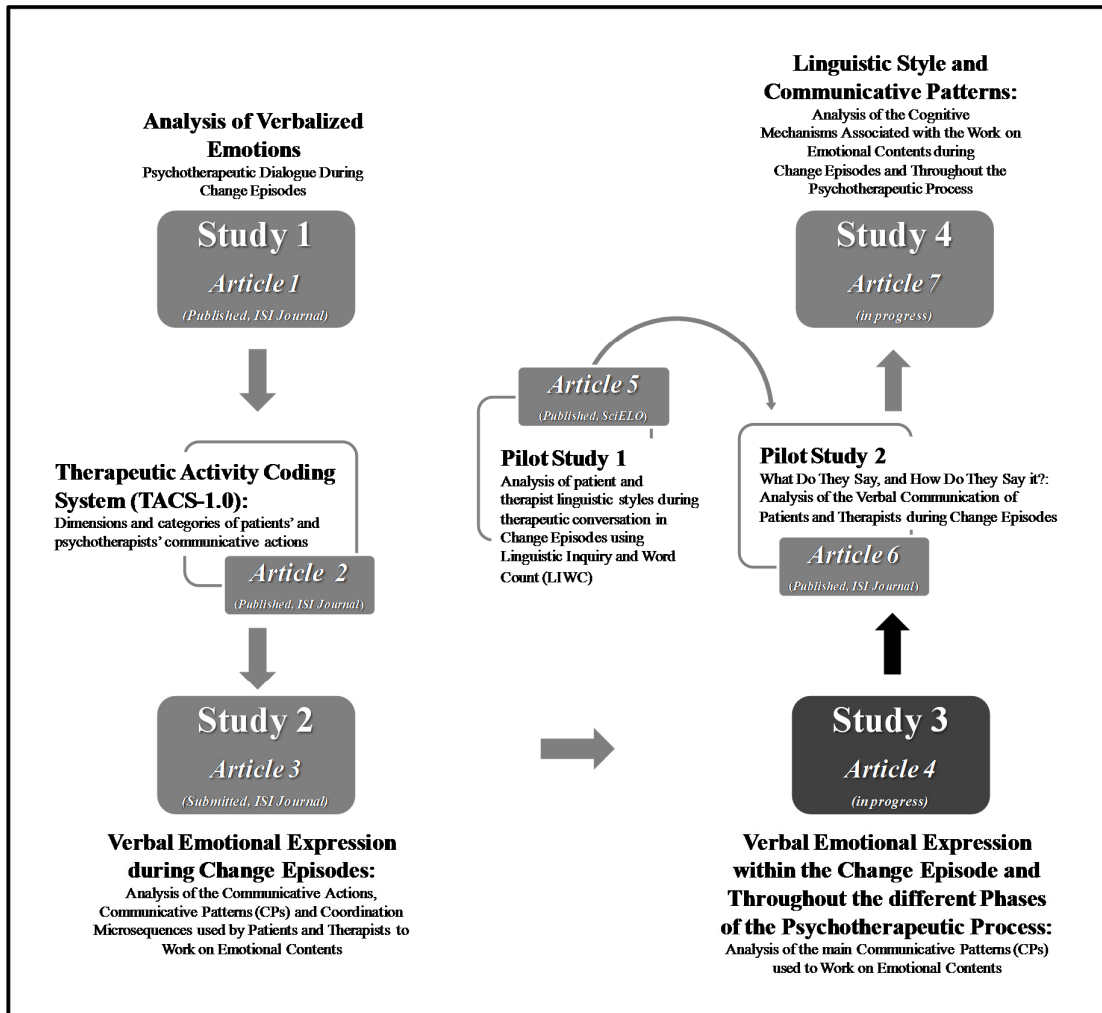 Analysis of Verbalized
Emotions
Psychotherapeutic Dialogue During
Change Episodes
Study 1
Article 1
(Published, ISI Journal)
Therapeutic Activity Coding
System (TACS-1.0):
Dimensions and categories of patients' and
psychotherapists' communicative actions
Article 2
(Published, ISI Journal)
Study 2
Article 3
(Submitted, ISI Journal)
Verbal Emotional Expression
during Change Episodes:
Analysis of the Communicative Actions,
Communicative Patterns (CPs) and Coordination
Microsequences used by Patients and Therapists to
Work on Emotional Contents
Article 5
(Published, SciELO)
Pilot Study 1
Analysis of patient and
therapist linguistic styles during
therapeutic conversation in
Change Episodes using
Linguistic Inquiry and Word
Count (LIWC)
Linguistic Style and
Communicative Patterns:
Analysis of the Cognitive
Mechanisms Associated with the Work on
Emotional Contents during
Change Episodes and Throughout the
Psychotherapeutic Process
Study 4
Article 7
(in progress)
Pilot Study 2
What Do They Say, and How Do They Say it?:
Analysis of the Verbal Communication of
Patients and Therapists during Change Episodes
Article 6
(Published, ISI Journal)
Study 3
Article 4
(in progress)
Verbal Emotional Expression
within the Change Episode and
Throughout the different Phases
of the Psychotherapeutic Process:
Analysis of the main Communicative Patterns (CPs)
used to Work on Emotional Contents